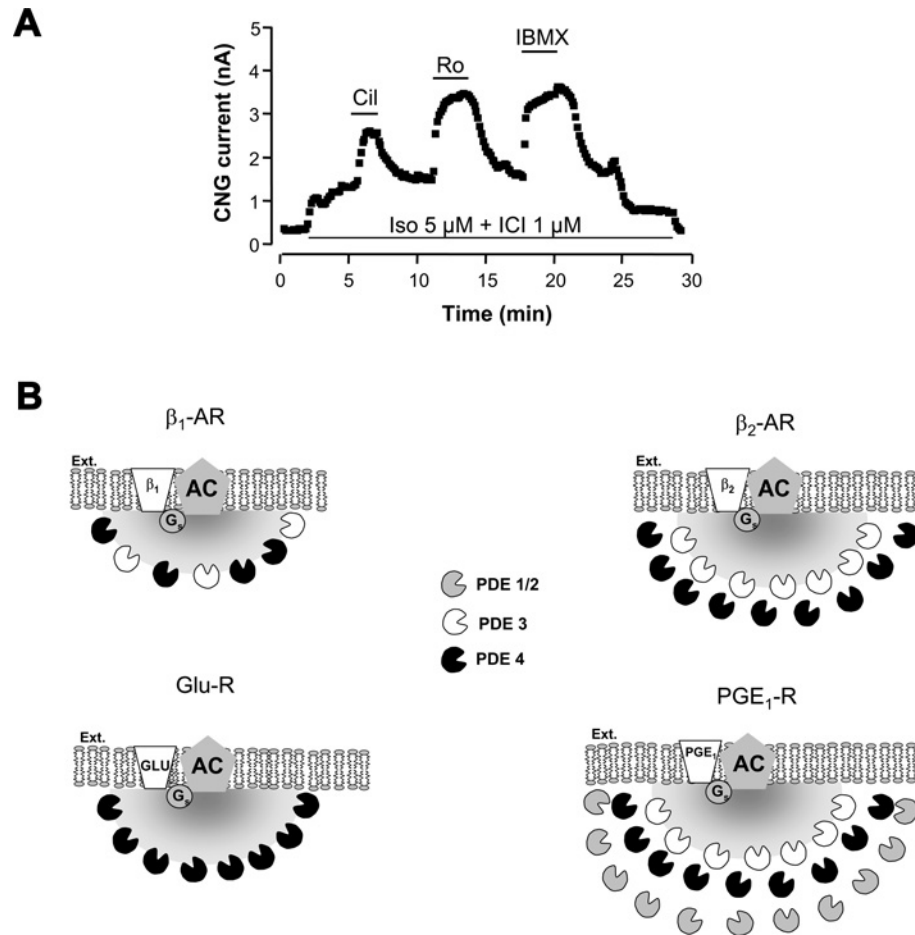 A
CNG current (nA)
5
4
3
2
1
0
Cil
Ro
IBMX
Iso 5 µM + ICI 1 µM
0 5 10 15 20 25 30
Time (min)
B
β₁-AR
Ext.
β₁
AC
Gₛ
β₂-AR
Ext.
β₂
AC
Gₛ
PDE 1/2
PDE 3
PDE 4
Glu-R
Ext.
GLU
AC
Gₛ
PGE₁-R
Ext.
PGE₁
AC
Gₛ